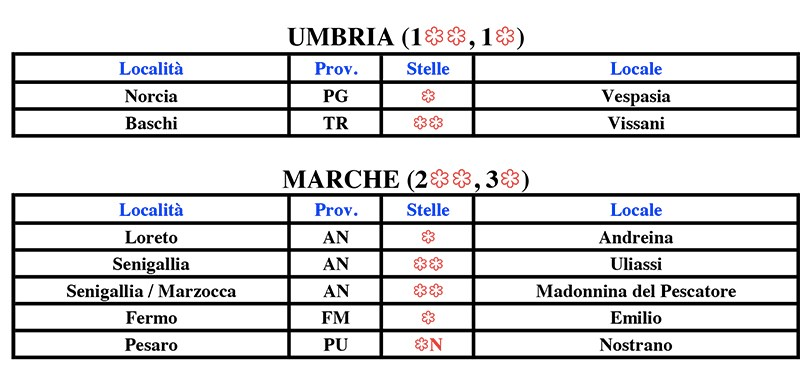 UMBRIA (1❀❀, 1❀)
Località Prov. Stelle Locale
Norcia PG ❀ Vespasia
Baschi TR ❀❀ Vissani
MARCHE (2❀❀, 3❀)
Località Prov. Stelle Locale
Loreto AN ❀ Andreina
Senigallia AN ❀❀ Uliassi
Senigallia / Marzocca AN ❀❀ Madonnina del Pescatore
Fermo FM ❀ Emilio
Pesaro PU ❀N Nostrano